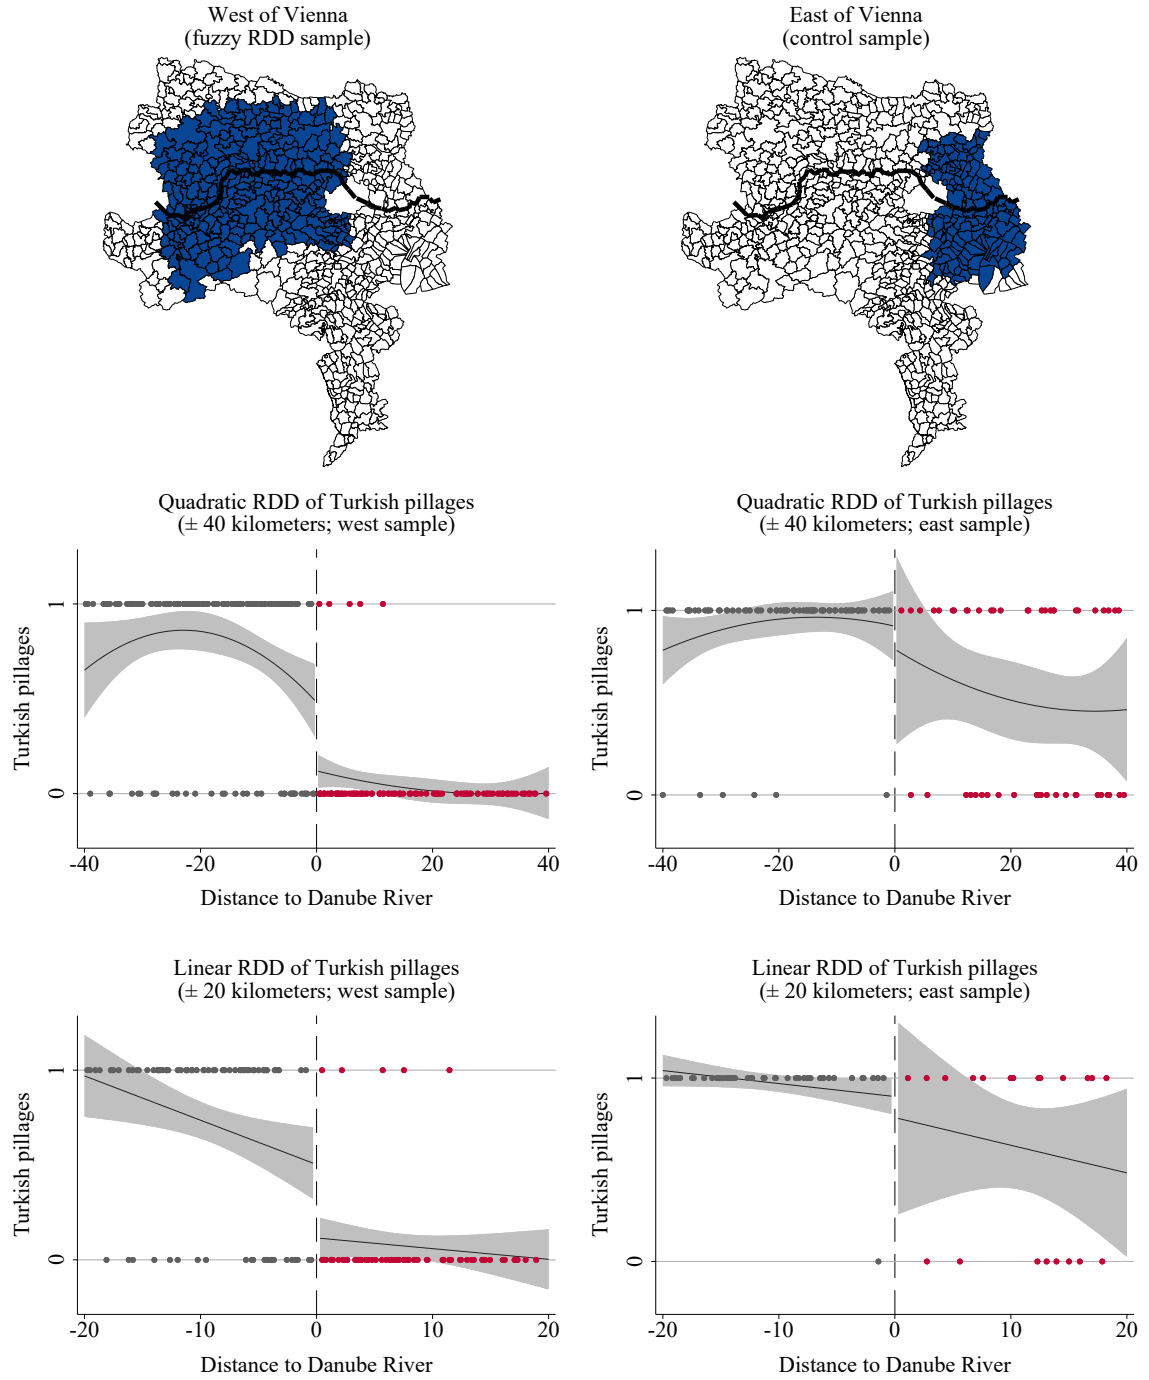 West of Vienna
(fuzzy RDD sample)
East of Vienna
(control sample)
Quadratic RDD of Turkish pillages
(± 40 kilometers; west sample)
Turkish pillages
1
0
-40 -20 0 20 40
Distance to Danube River
Quadratic RDD of Turkish pillages
(± 40 kilometers; east sample)
Turkish pillages
1
0
-40 -20 0 20 40
Distance to Danube River
Linear RDD of Turkish pillages
(± 20 kilometers; west sample)
Turkish pillages
1
0
-20 -10 0 10 20
Distance to Danube River
Linear RDD of Turkish pillages
(± 20 kilometers; east sample)
Turkish pillages
1
0
-20 -10 0 10 20
Distance to Danube River